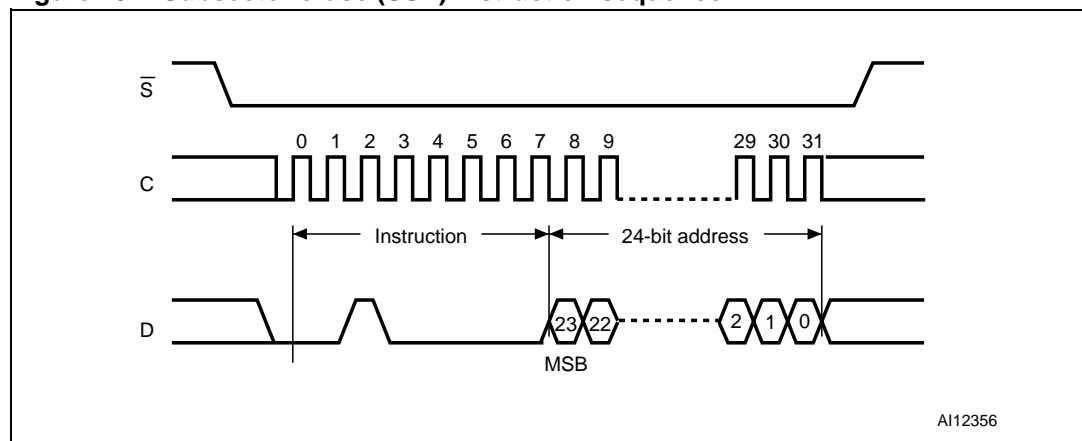 S
0 1 2 3 4 5 6 7 8 9 29 30 31
C
Instruction 24-bit address
D
23 22 2 1 0
MSB
AI12356